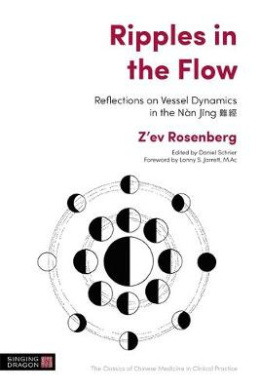 Ripples in
the Flow
Reflections on Vessel Dynamics
in the Nàn Jīng 難經
Z'ev Rosenberg
Edited by Daniel Schrier
Foreword by Lonny S. Jarrett, M.Ac
SINGING
DRAGON
The Classics of Chinese Medicine in Clinical Practice